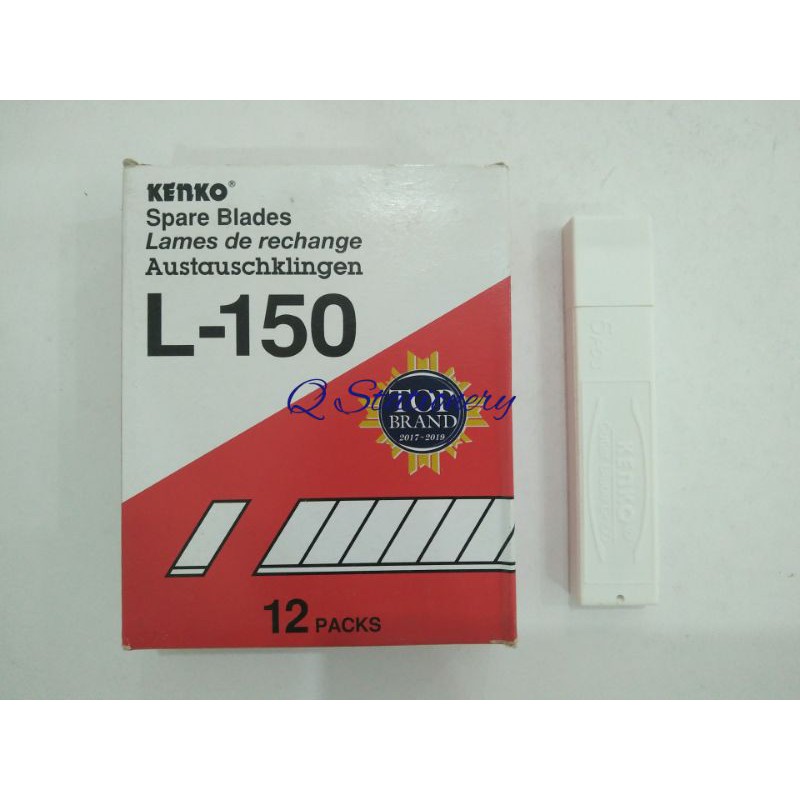 KENKO®
Spare Blades
Lames de rechange
Austauschklingen
L-150
Q Stationery
TOP
BRAND
2017-2019
12 PACKS
KENKO